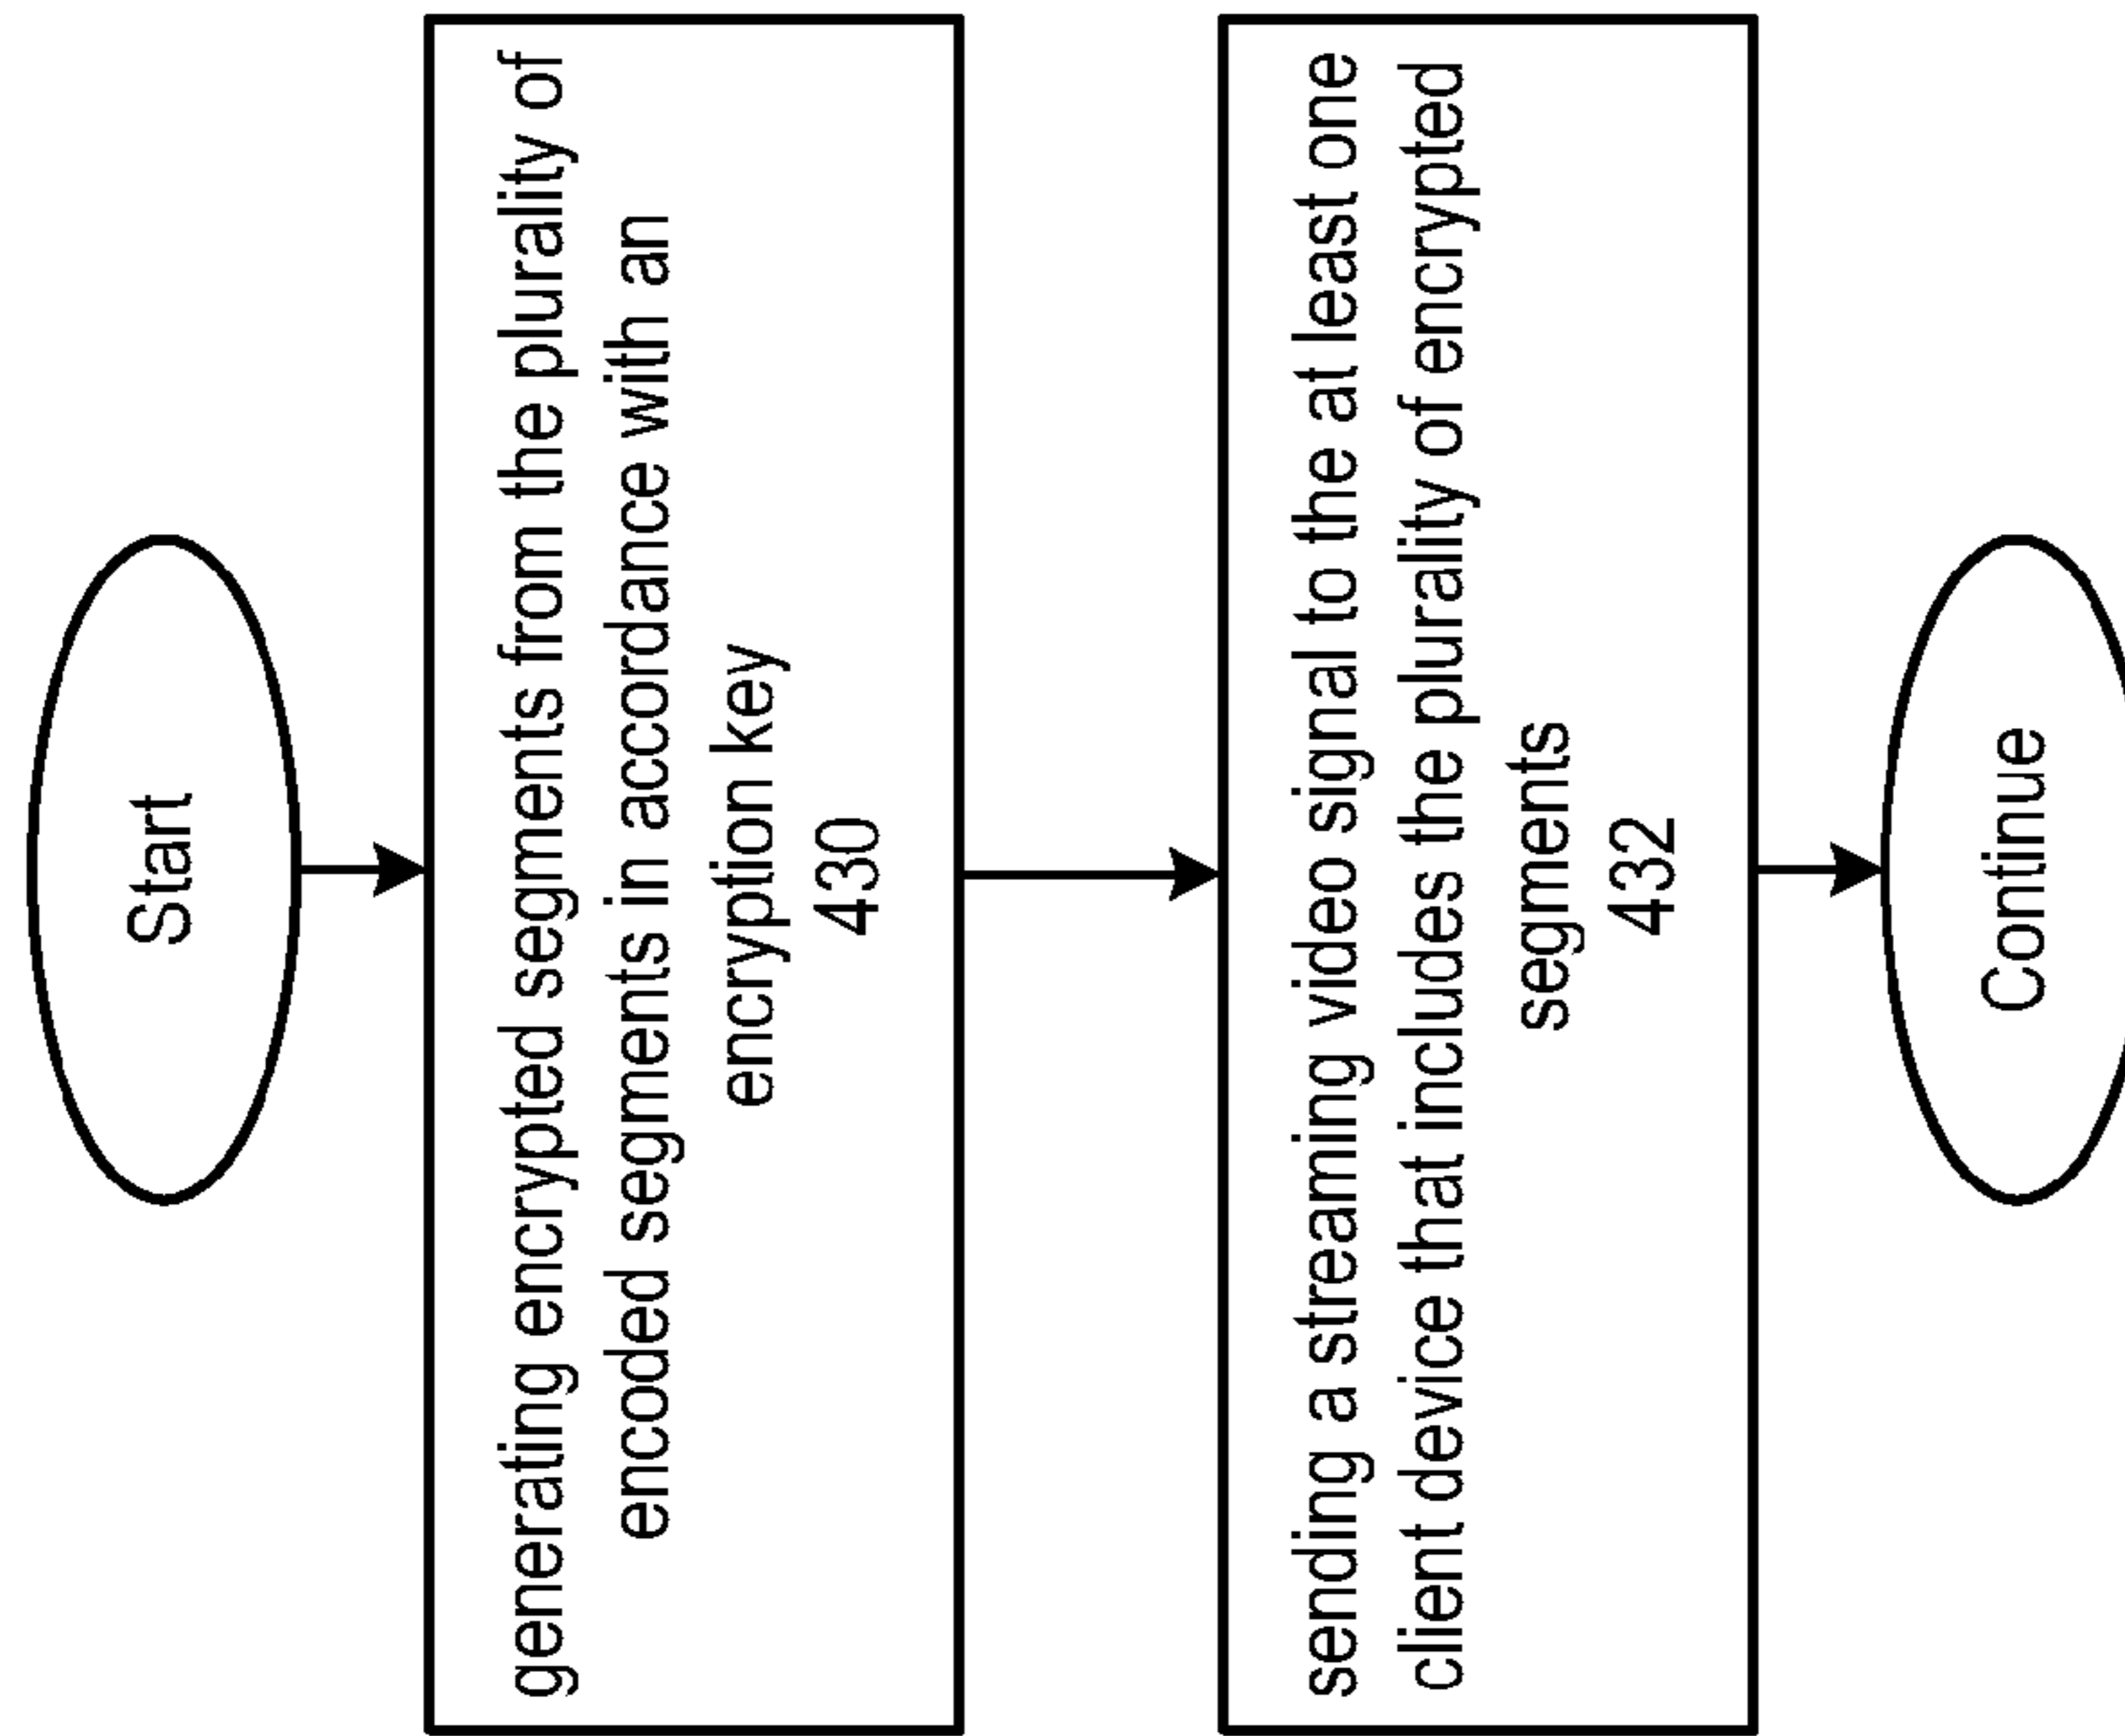 Start
generating encrypted segments from the plurality of
encoded segments in accordance with an
encryption key
430
sending a streaming video signal to the at least one
client device that includes the plurality of encrypted
segments
432
Continue